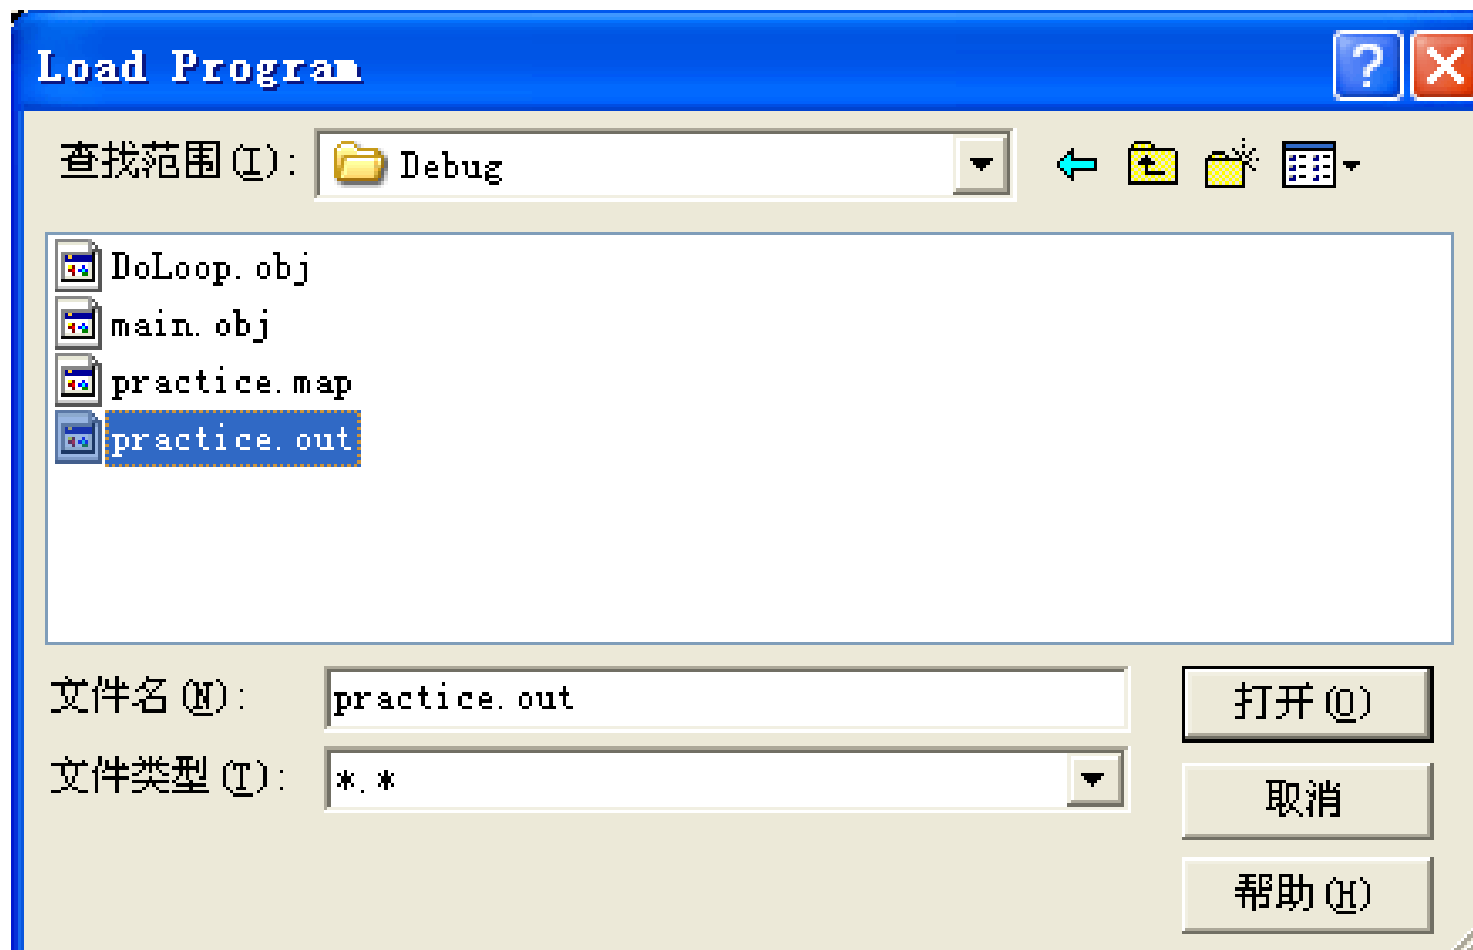 Load Program
查找范围(I): Debug
DoLoop.obj
main.obj
practice.map
practice.out
文件名(N): practice.out 打开(O)
文件类型(T): *.* 取消
帮助(H)